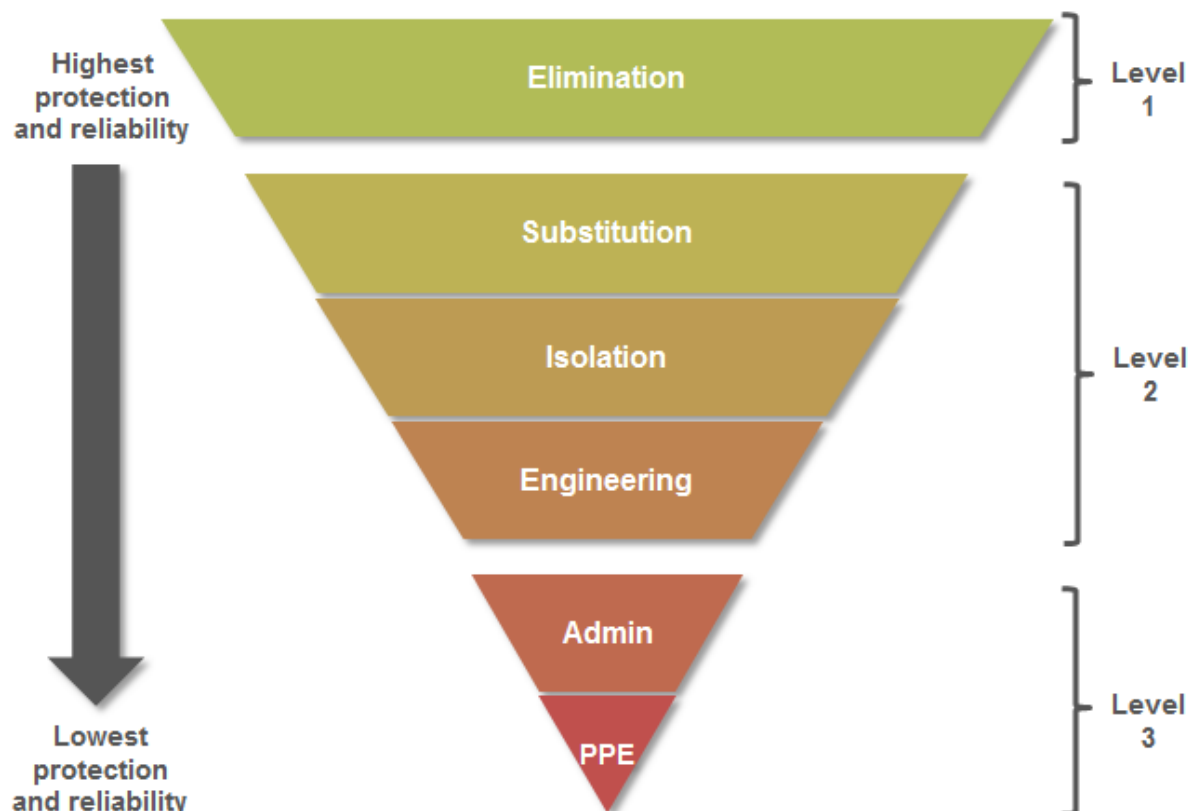 Highest
protection
and reliability
Elimination
Level
1
Substitution
Isolation
Engineering
Level
2
Admin
PPE
Level
3
Lowest
protection
and reliability